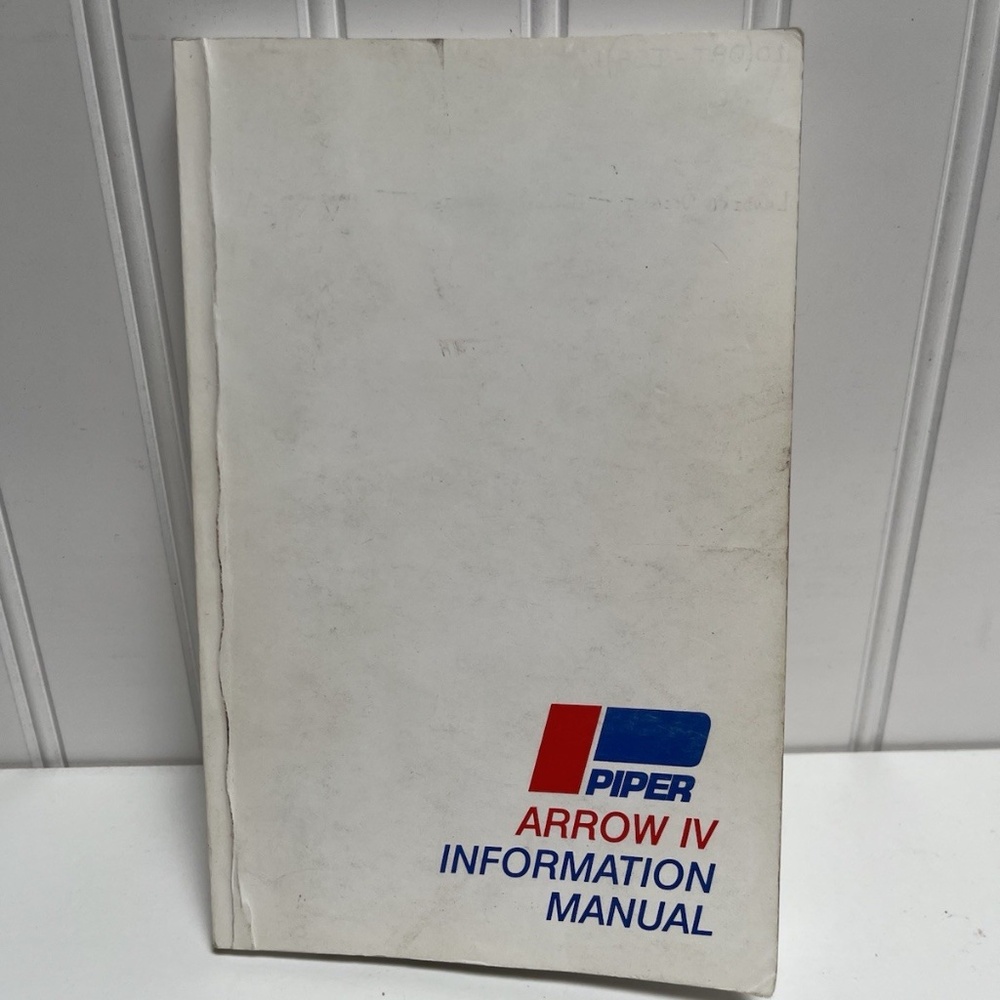 PIPER
ARROW IV
INFORMATION
MANUAL